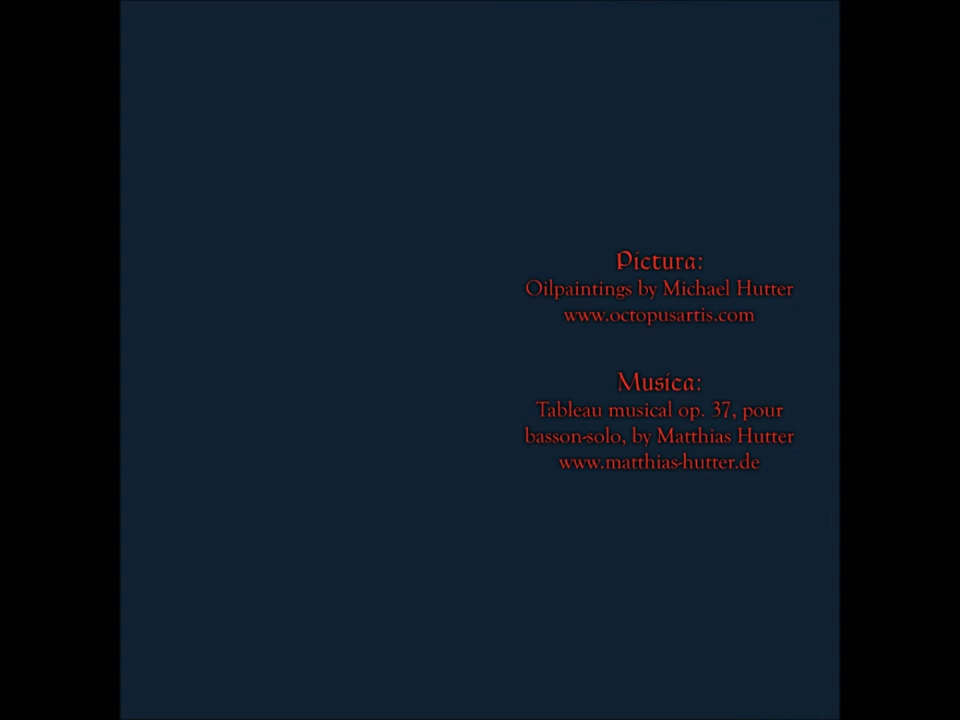 Pictura:
Oilpaintings by Michael Hutter
www.octopusartis.com
Musica:
Tableau musical op. 37, pour
basson-solo, by Matthias Hutter
www.matthias-hutter.de